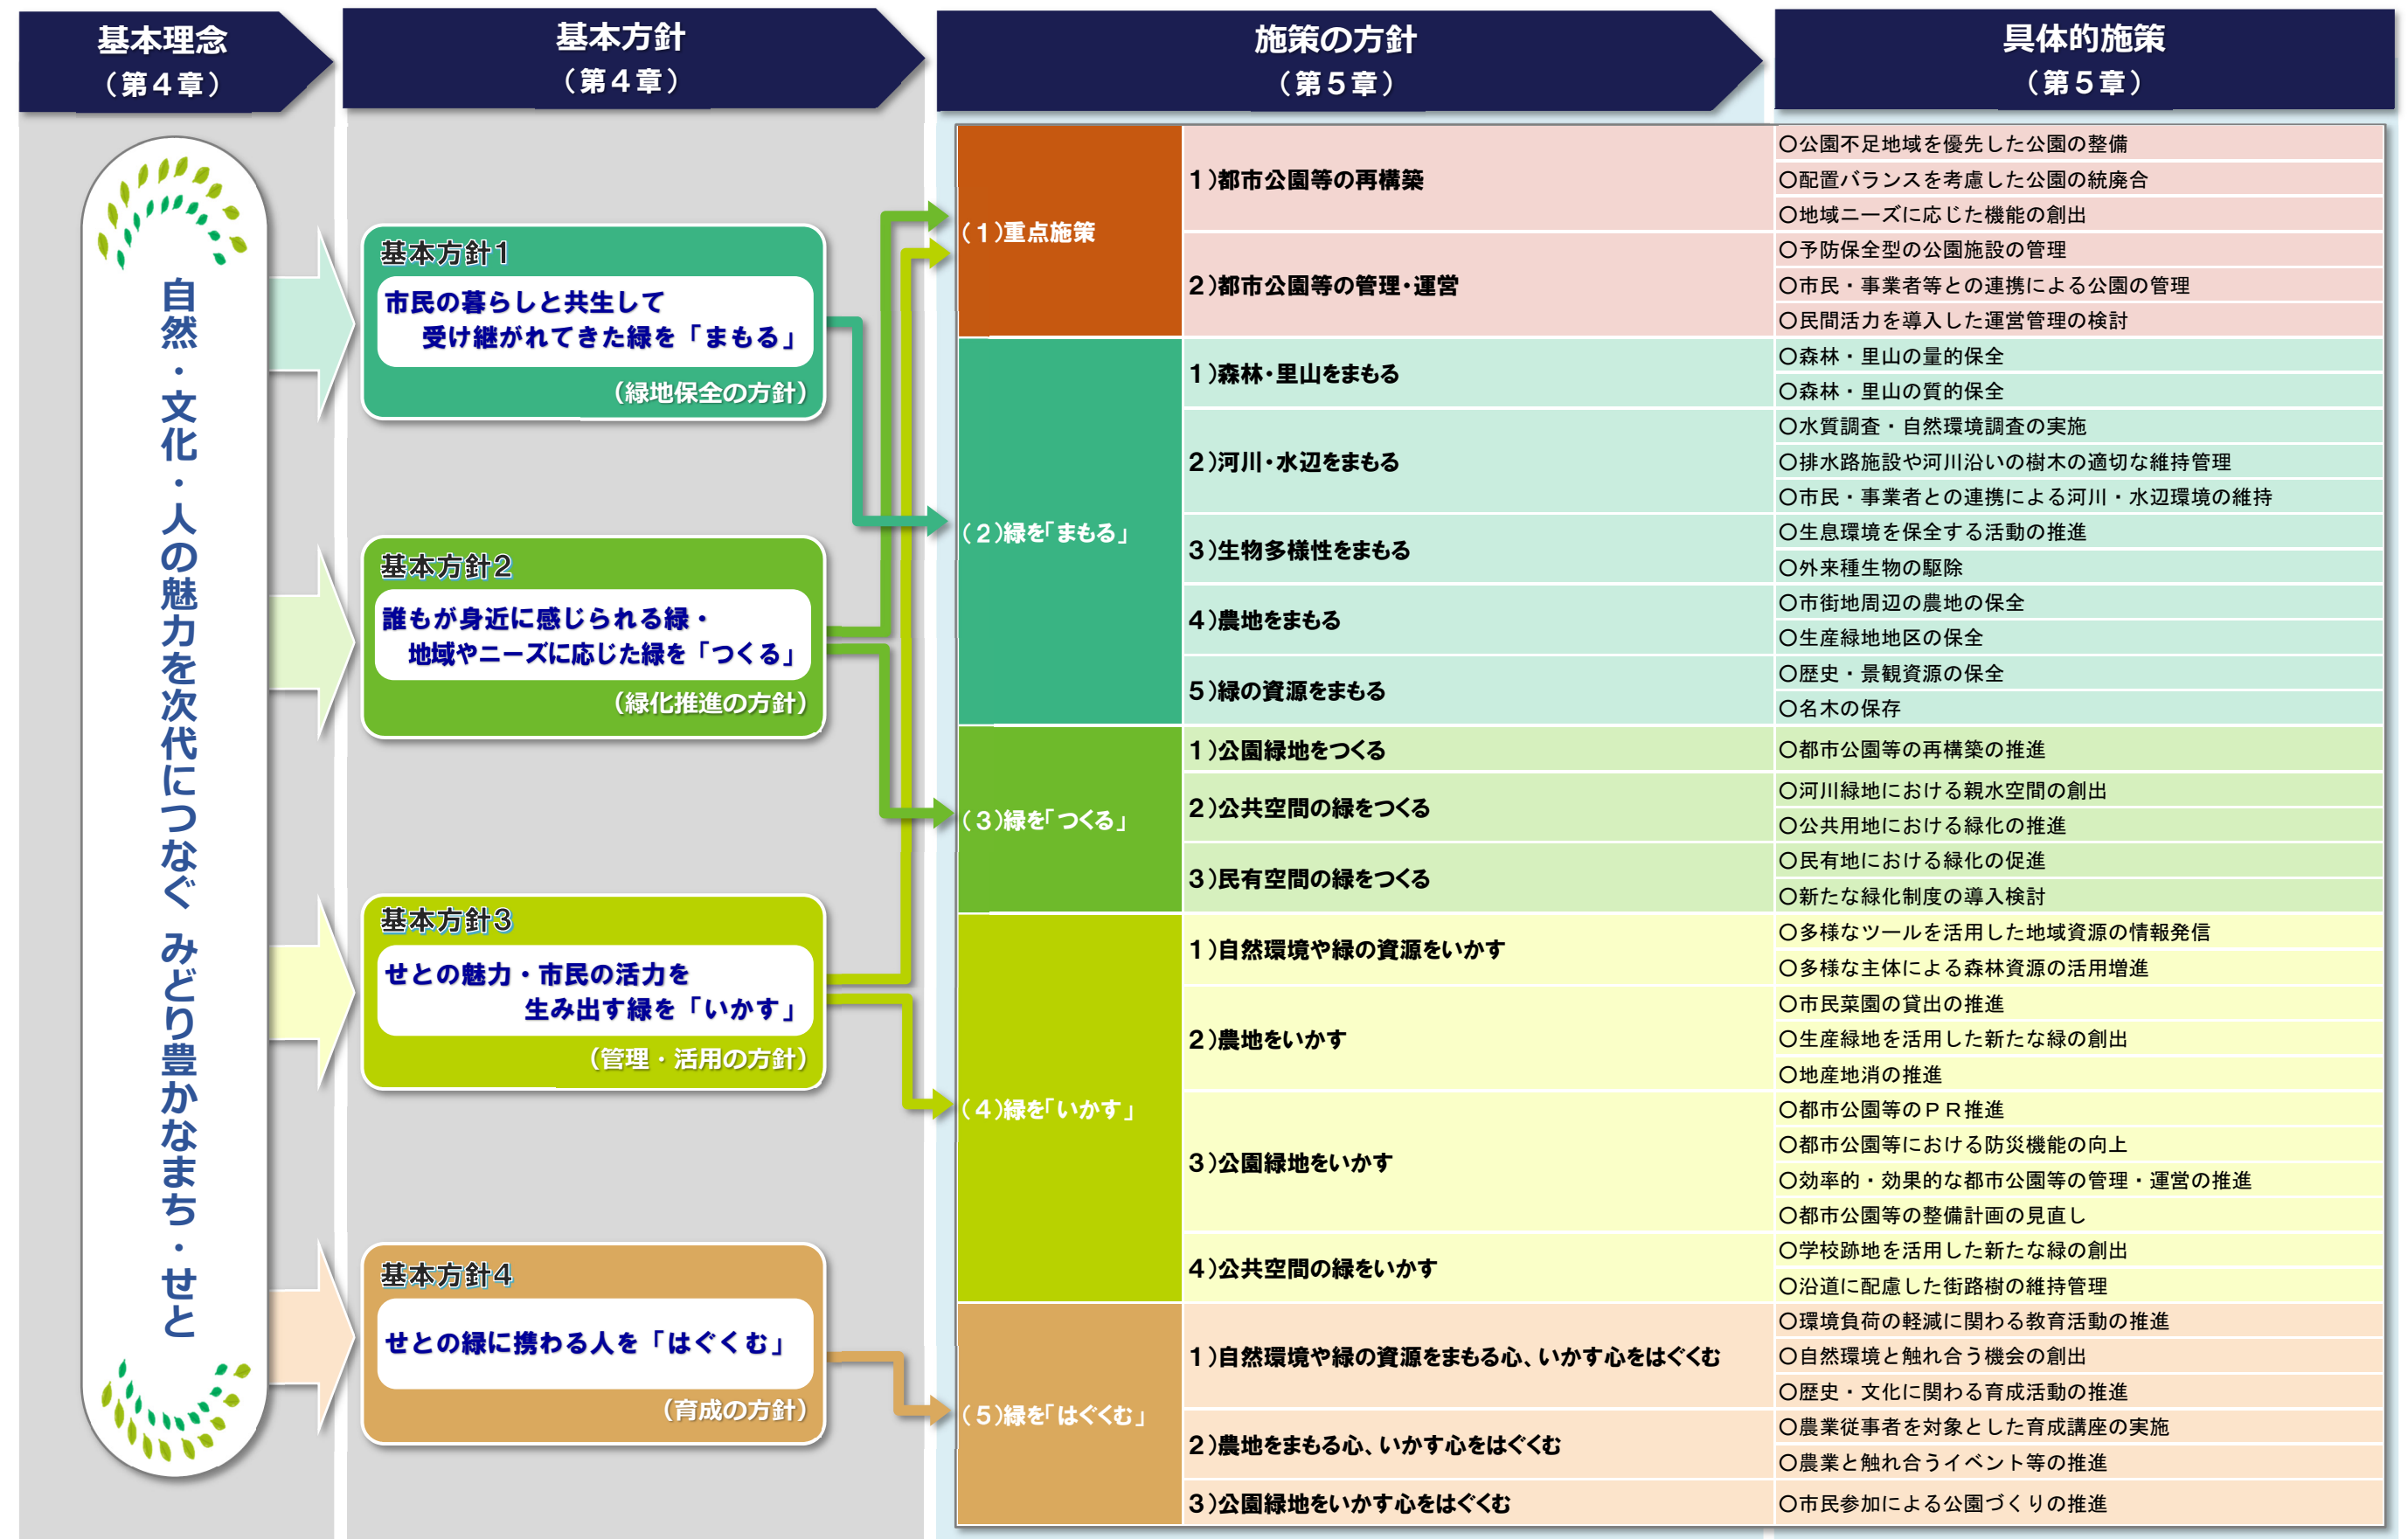 基本理念
（第４章）
基本方針
（第４章）
施策の方針
（第５章）
具体的施策
（第５章）
自然・文化・人の魅力を次代につなぐ みどり豊かなまち・せと
基本方針1
市民の暮らしと共生して
受け継がれてきた緑を「まもる」
（緑地保全の方針）
基本方針2
誰もが身近に感じられる緑・
地域やニーズに応じた緑を「つくる」
（緑化推進の方針）
基本方針3
せとの魅力・市民の活力を
生み出す緑を「いかす」
（管理・活用の方針）
基本方針4
せとの緑に携わる人を「はぐくむ」
（育成の方針）
（１）重点施策
１）都市公園等の再構築
〇公園不足地域を優先した公園の整備
〇配置バランスを考慮した公園の統廃合
〇地域ニーズに応じた機能の創出
２）都市公園等の管理・運営
〇予防保全型の公園施設の管理
〇市民・事業者等との連携による公園の管理
〇民間活力を導入した運営管理の検討
（２）緑を「まもる」
１）森林・里山をまもる
〇森林・里山の量的保全
〇森林・里山の質的保全
２）河川・水辺をまもる
〇水質調査・自然環境調査の実施
〇排水路施設や河川沿いの樹木の適切な維持管理
〇市民・事業者との連携による河川・水辺環境の維持
３）生物多様性をまもる
〇生息環境を保全する活動の推進
〇外来種生物の駆除
４）農地をまもる
〇市街地周辺の農地の保全
〇生産緑地地区の保全
５）緑の資源をまもる
〇歴史・景観資源の保全
〇名木の保存
（３）緑を「つくる」
１）公園緑地をつくる
〇都市公園等の再構築の推進
２）公共空間の緑をつくる
〇河川緑地における親水空間の創出
〇公共用地における緑化の推進
３）民有空間の緑をつくる
〇民有地における緑化の促進
〇新たな緑化制度の導入検討
（４）緑を「いかす」
１）自然環境や緑の資源をいかす
〇多様なツールを活用した地域資源の情報発信
〇多様な主体による森林資源の活用増進
２）農地をいかす
〇市民菜園の貸出の推進
〇生産緑地を活用した新たな緑の創出
〇地産地消の推進
３）公園緑地をいかす
〇都市公園等のＰＲ推進
〇都市公園等における防災機能の向上
〇効率的・効果的な都市公園等の管理・運営の推進
〇都市公園等の整備計画の見直し
４）公共空間の緑をいかす
〇学校跡地を活用した新たな緑の創出
〇沿道に配慮した街路樹の維持管理
（５）緑を「はぐくむ」
１）自然環境や緑の資源をまもる心、いかす心をはぐくむ
〇環境負荷の軽減に関わる教育活動の推進
〇自然環境と触れ合う機会の創出
〇歴史・文化に関わる育成活動の推進
２）農地をまもる心、いかす心をはぐくむ
〇農業従事者を対象とした育成講座の実施
〇農業と触れ合うイベント等の推進
３）公園緑地をいかす心をはぐくむ
〇市民参加による公園づくりの推進